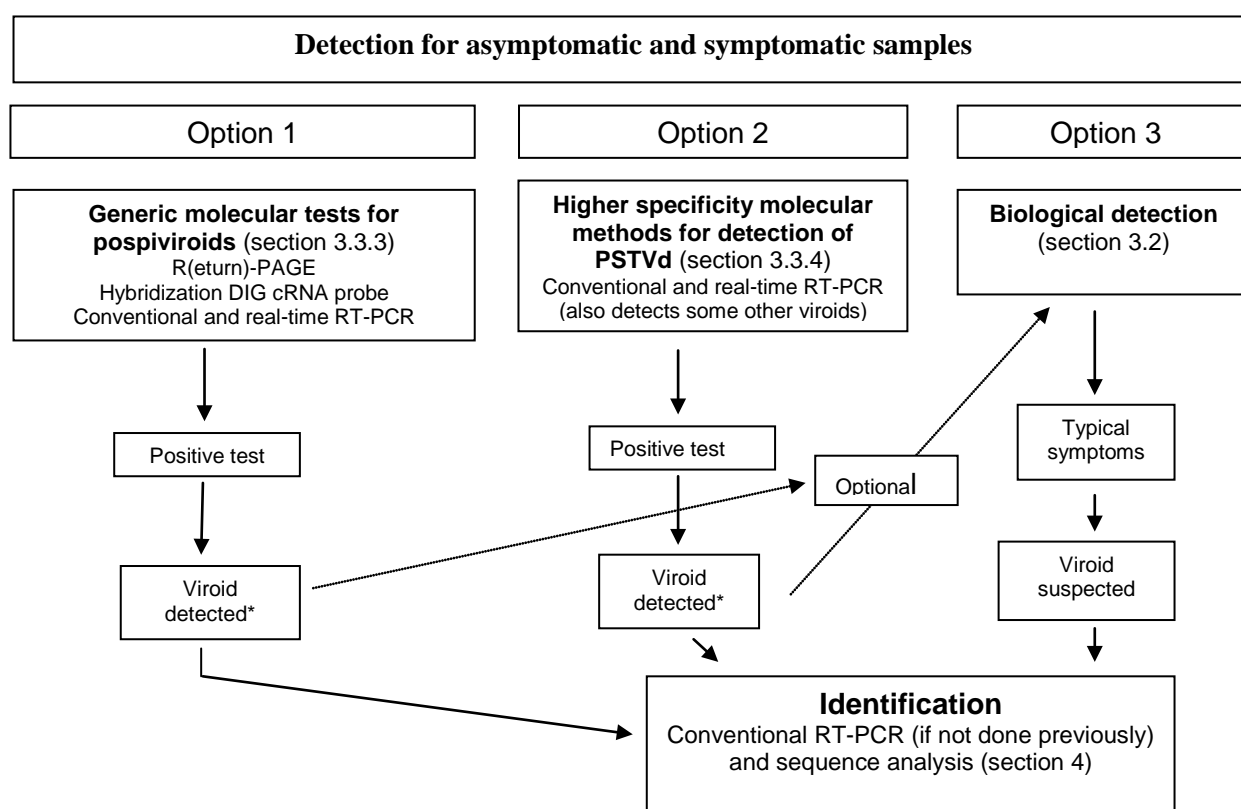 Detection for asymptomatic and symptomatic samples
Option 1
Option 2
Option 3
Generic molecular tests for
pospiviroids (section 3.3.3)
R(eturn)-PAGE
Hybridization DIG cRNA probe
Conventional and real-time RT-PCR
Higher specificity molecular
methods for detection of
PSTVd (section 3.3.4)
Conventional and real-time RT-PCR
(also detects some other viroids)
Biological detection
(section 3.2)
Positive test
Positive test
Optional
Typical
symptoms
Viroid
detected*
Viroid
detected*
Viroid
suspected
Identification
Conventional RT-PCR (if not done previously)
and sequence analysis (section 4)